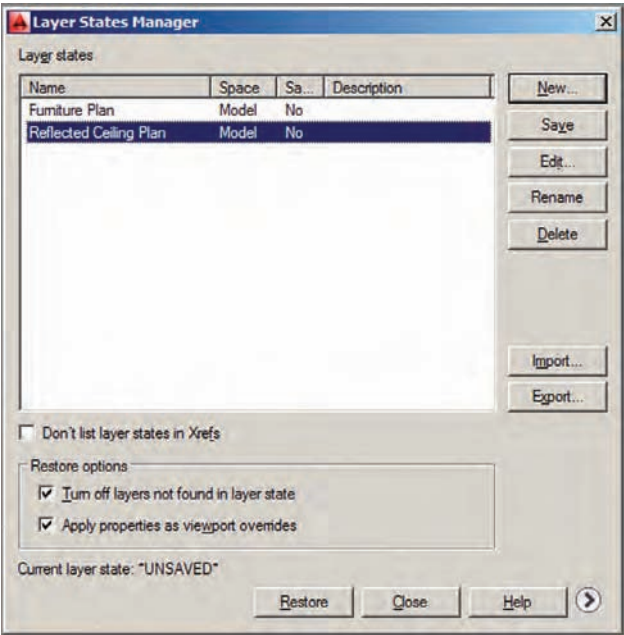 Layer States Manager
Layer states
Name Space Sa... Description
Furniture Plan Model No
Reflected Ceiling Plan Model No
New...
Save
Edit...
Rename
Delete
Import...
Export...
Don't list layer states in Xrefs
Restore options
Turn off layers not found in layer state
Apply properties as viewport overrides
Current layer state: *UNSAVED*
Restore Close Help